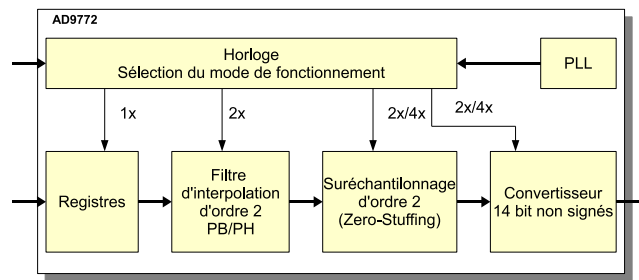 AD9772
Horloge
Sélection du mode de fonctionnement
PLL
1x
2x
2x/4x
2x/4x
Registres
Filtre
d'interpolation
d'ordre 2
PB/PH
Suréchantilonnage
d'ordre 2
(Zero-Stuffing)
Convertisseur
14 bit non signés